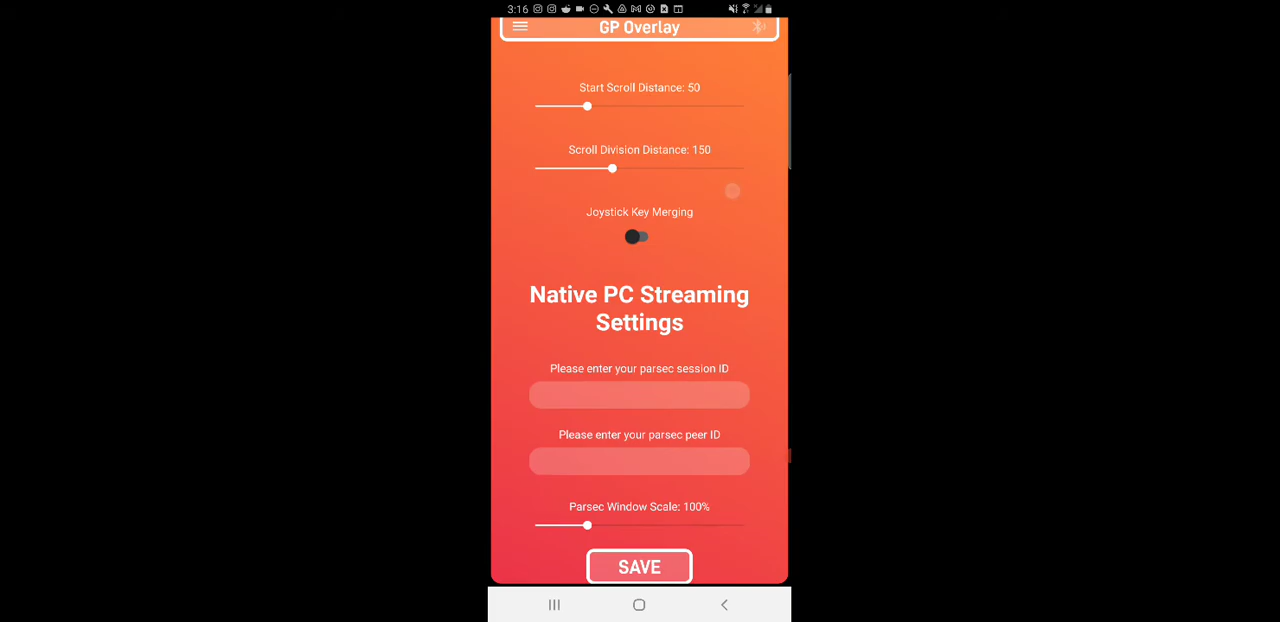 3:16
GP Overlay
Start Scroll Distance: 50
Scroll Division Distance: 150
Joystick Key Merging
Native PC Streaming
Settings
Please enter your parsec session ID
Please enter your parsec peer ID
Parsec Window Scale: 100%
SAVE